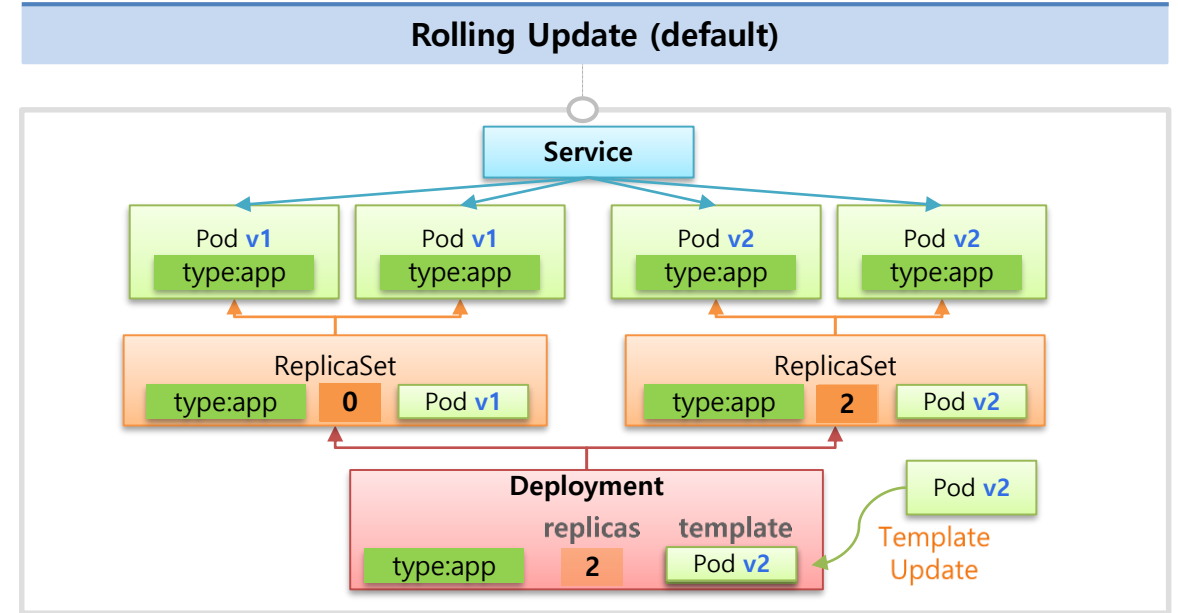 Rolling Update (default)
Service
Pod v1
type:app
Pod v1
type:app
Pod v2
type:app
Pod v2
type:app
ReplicaSet
type:app 0 Pod v1
ReplicaSet
type:app 2 Pod v2
Deployment
replicas template
type:app 2 Pod v2
Pod v2
Template
Update